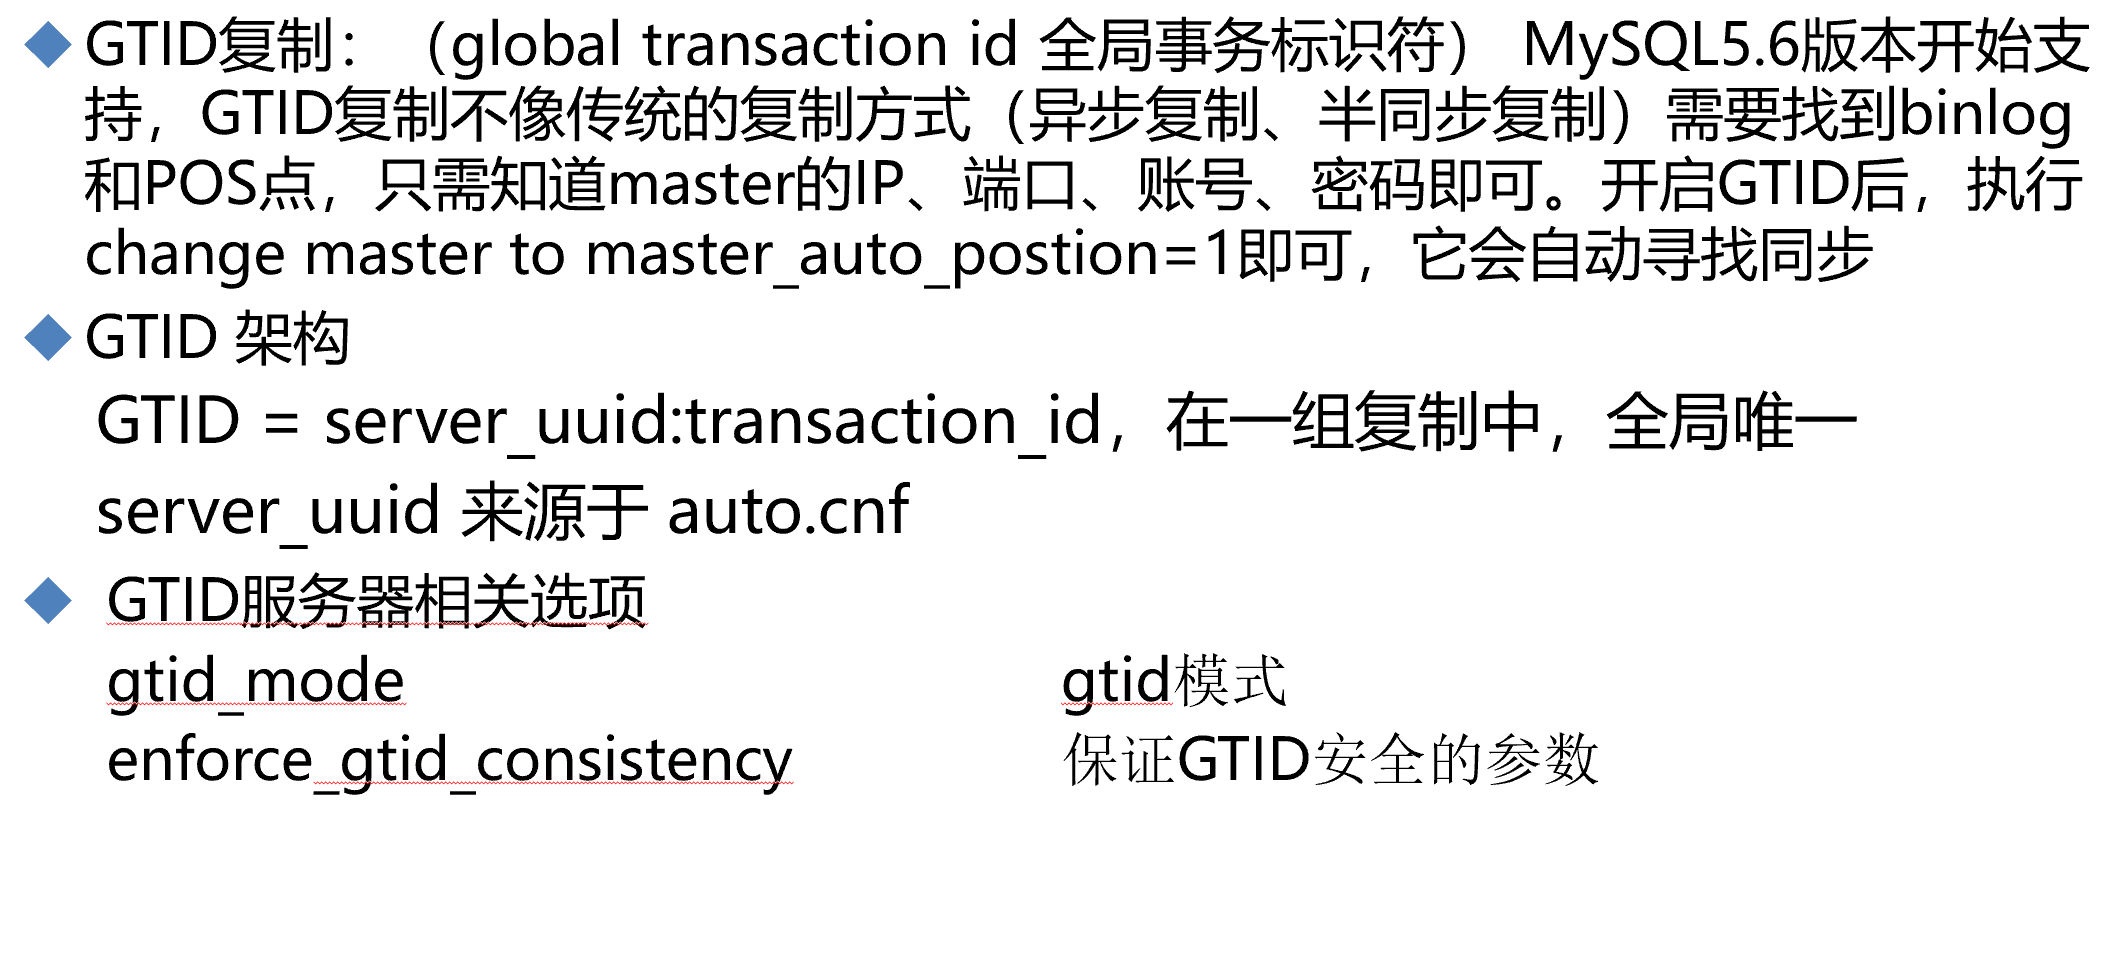 GTID复制：（global transaction id 全局事务标识符） MySQL5.6版本开始支
持，GTID复制不像传统的复制方式（异步复制、半同步复制）需要找到binlog
和POS点，只需知道master的IP、端口、账号、密码即可。开启GTID后，执行
change master to master_auto_postion=1即可，它会自动寻找同步
GTID 架构
GTID = server_uuid:transaction_id，在一组复制中，全局唯一
server_uuid 来源于 auto.cnf
GTID服务器相关选项
gtid_mode gtid模式
enforce_gtid_consistency 保证GTID安全的参数